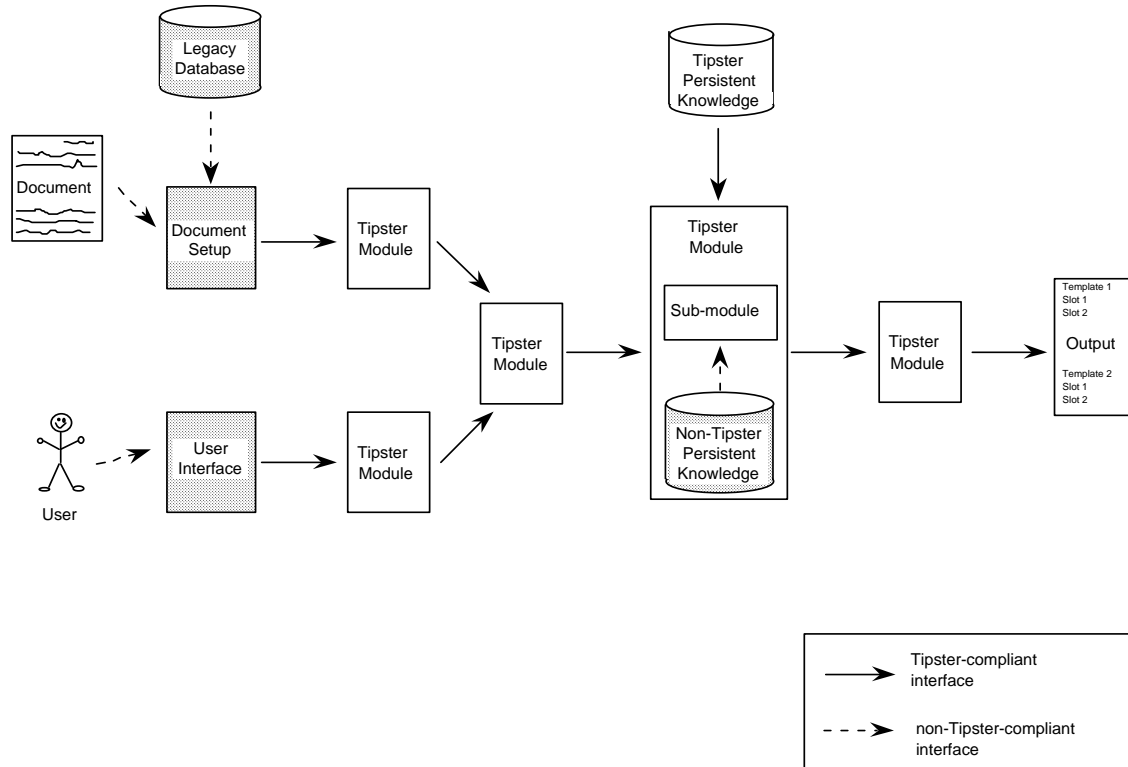 Legacy
Database
Tipster
Persistent
Knowledge
Document
Document
Setup
Tipster
Module
Tipster
Module
Sub-module
Non-Tipster
Persistent
Knowledge
Tipster
Module
Tipster
Module
Template 1
Slot 1
Slot 2
Output
Template 2
Slot 1
Slot 2
User
User
Interface
Tipster
Module
Tipster-compliant
interface
non-Tipster-compliant
interface